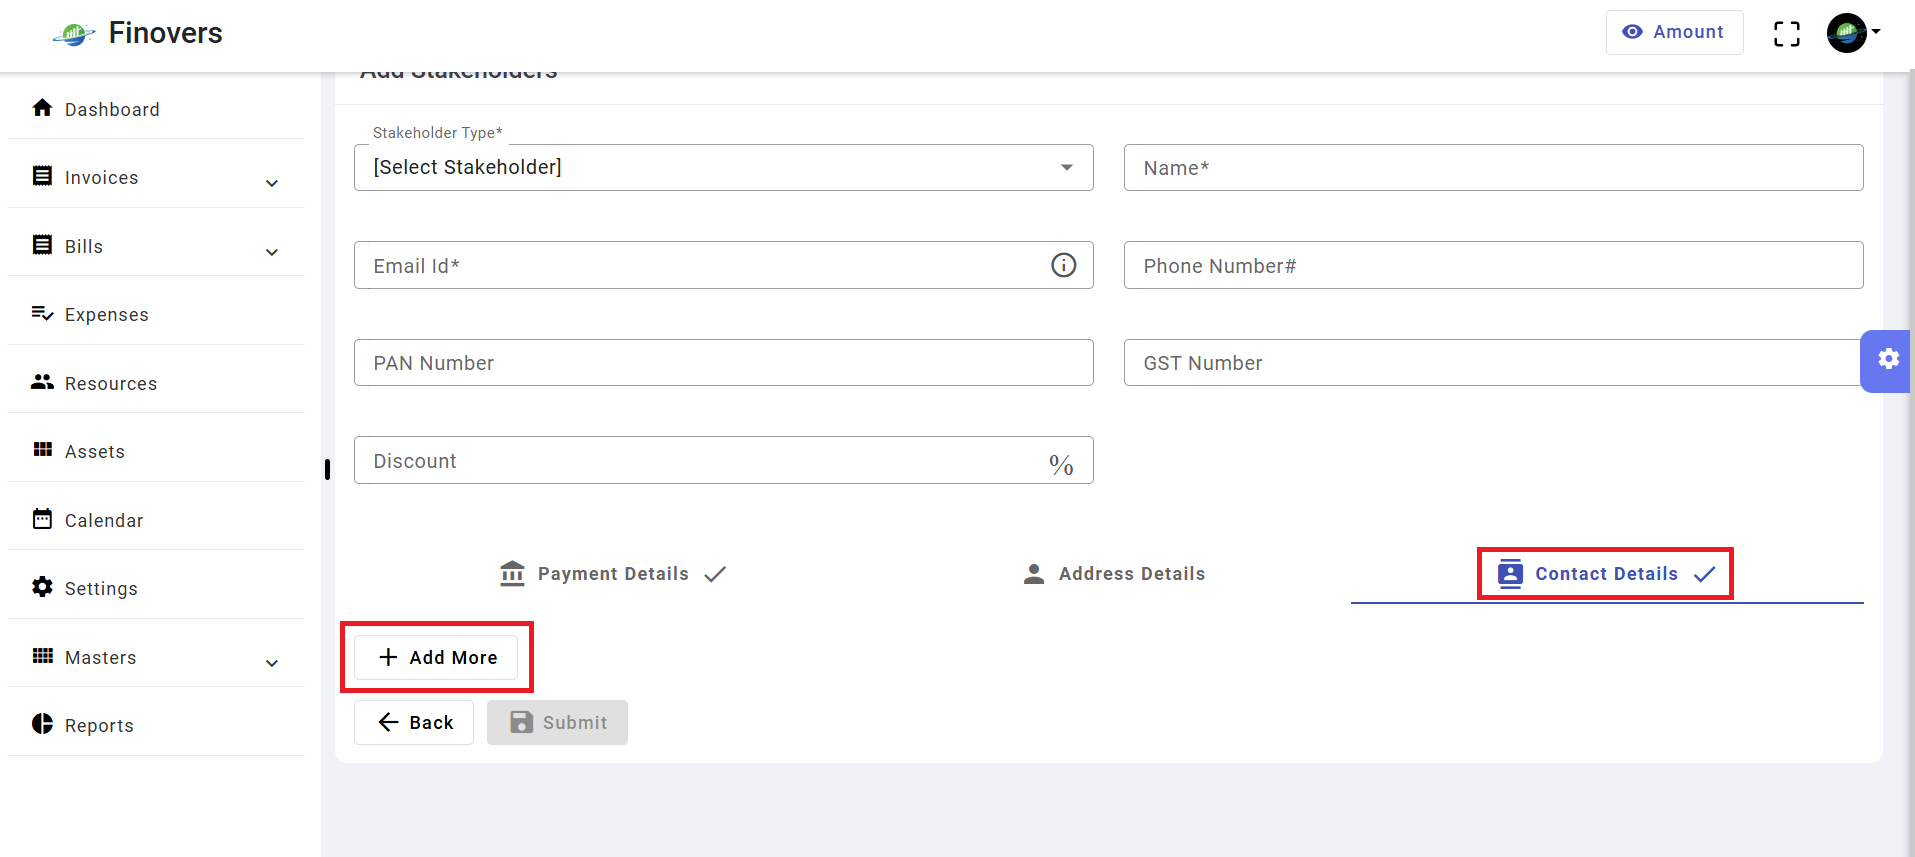 Finovers
Amount
Add Stakeholders
Dashboard
Invoices
Bills
Expenses
Resources
Assets
Calendar
Settings
Masters
Reports
Stakeholder Type*
[Select Stakeholder]
Name*
Email Id*
Phone Number#
PAN Number
GST Number
Discount %
Payment Details
Address Details
Contact Details
Add More
Back
Submit